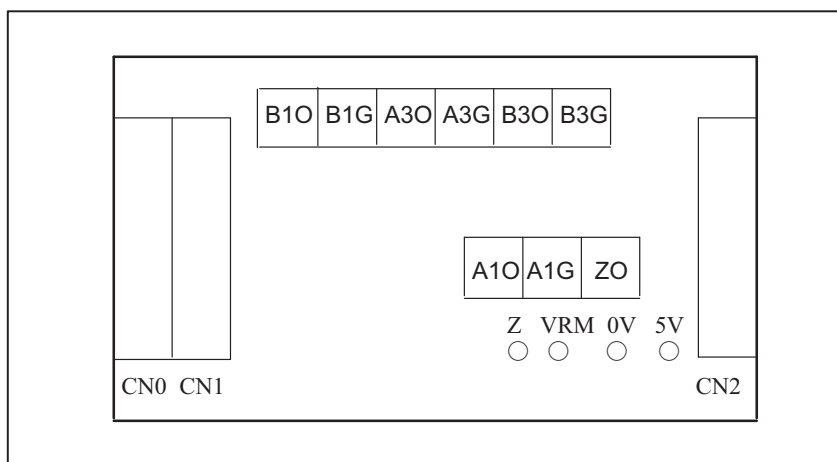 B1O B1G A3O A3G B3O B3G
A1O A1G ZO
Z VRM 0V 5V
CN0 CN1 CN2